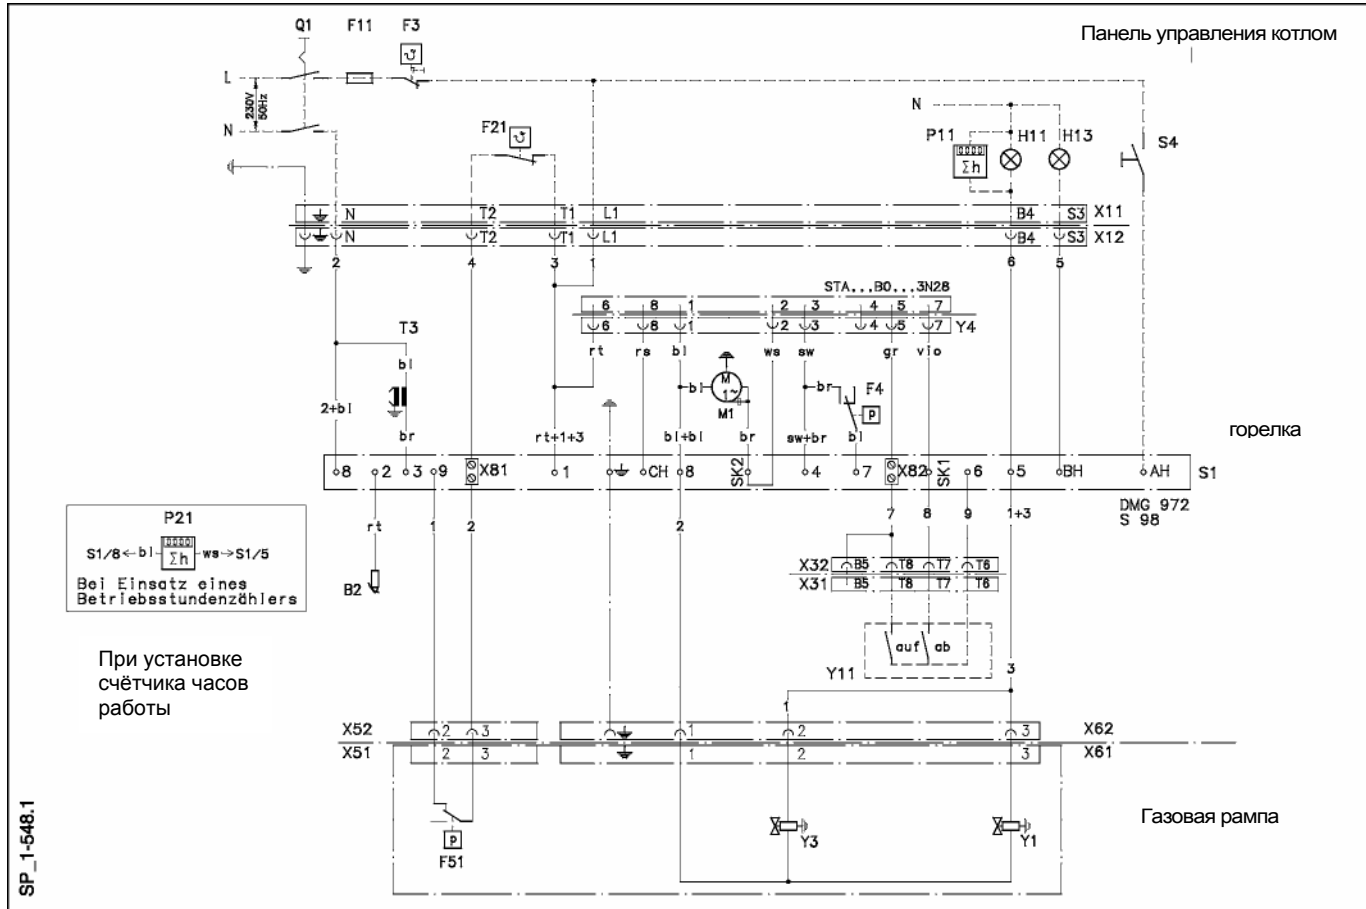 Q1 F11 F3
Панель управления котлом
L
230V
50Hz
N
N
F21
P11 H11 H13
S4
0000
Σh
N T2 T1 L1 B4 S3 X11
N T2 T1 L1 B4 S3 X12
2 4 3 1 6 5
STA...B0...3N28
6 8 1 2 3 4 5 7
6 8 1 2 3 4 5 7 Y4
T3
rt rs bl ws sw gr vio
bl
M
1~
bl
M1
br F4
P
2+bl
br
rt+1+3
bl+bl
br
sw+br
bl
горелка
8 2 3 9 X81 1 CH 8 SK2 4 7 X82 SK1 6 5 BH AH S1
DMG 972
S 98
P21
0000
S1/8 bl Σh ws S1/5
Bei Einsatz eines
Betriebsstundenzählers
rt
1 2 2 7 8 9 1+3
B2
X32 B5 T8 T7 T6
X31 B5 T8 T7 T6
auf ab
Y11
3
1
При установке
счётчика часов
работы
X52 2 3 1 2 3 X62
X51 2 3 1 2 3 X61
P
F51
Y3
Y1
Газовая рампа
SP_1-548.1